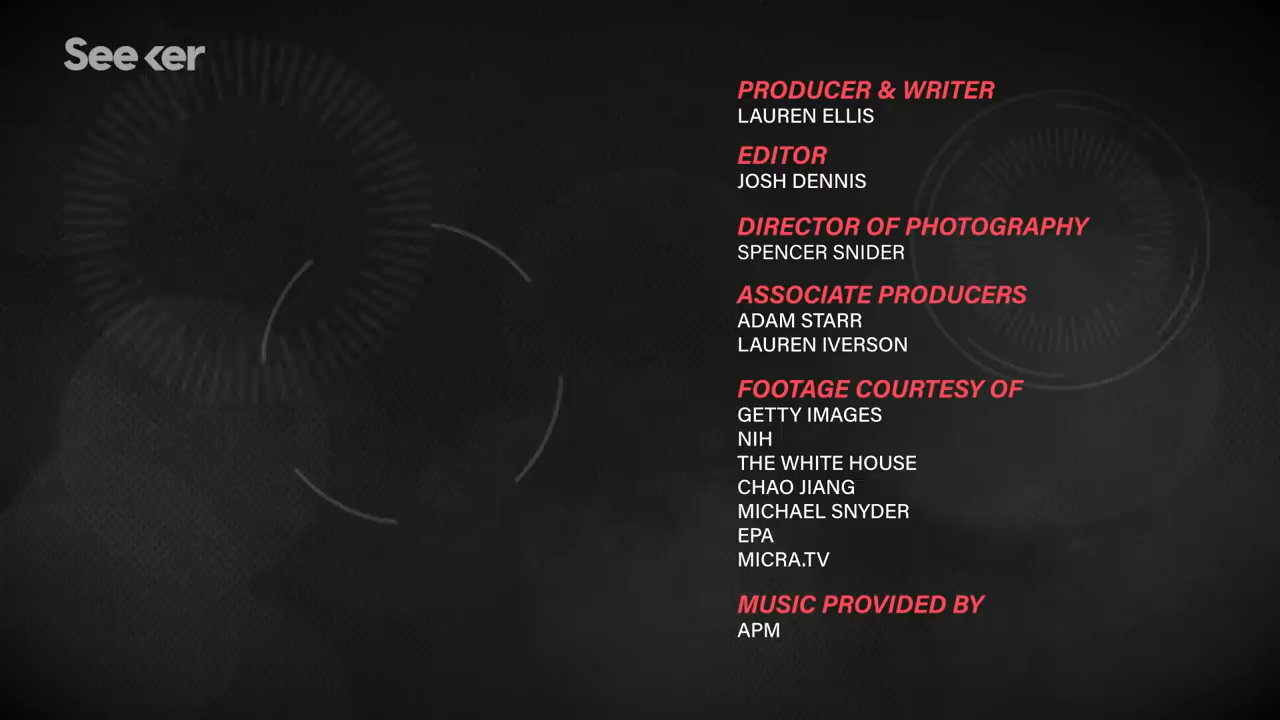 Seeker
PRODUCER & WRITER
LAUREN ELLIS
EDITOR
JOSH DENNIS
DIRECTOR OF PHOTOGRAPHY
SPENCER SNIDER
ASSOCIATE PRODUCERS
ADAM STARR
LAUREN IVERSON
FOOTAGE COURTESY OF
GETTY IMAGES
NIH
THE WHITE HOUSE
CHAO JIANG
MICHAEL SNYDER
EPA
MICRA.TV
MUSIC PROVIDED BY
APM